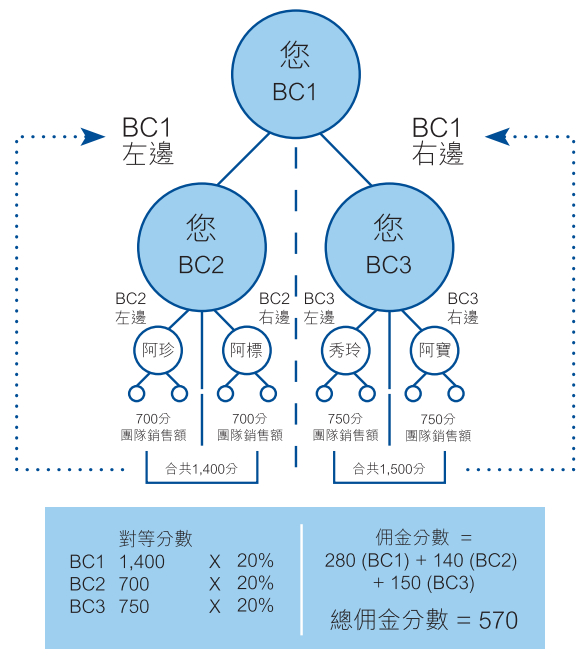 您
BC1
BC1
左邊
BC1
右邊
您
BC2
您
BC3
BC2
左邊
BC2
右邊
BC3
左邊
BC3
右邊
阿珍
阿標
秀玲
阿寶
700分
團隊銷售額
700分
團隊銷售額
750分
團隊銷售額
750分
團隊銷售額
合共1,400分
合共1,500分
對等分數
BC1 1,400 X 20%
BC2 700 X 20%
BC3 750 X 20%
佣金分數 =
280 (BC1) + 140 (BC2)
+ 150 (BC3)
總佣金分數 = 570